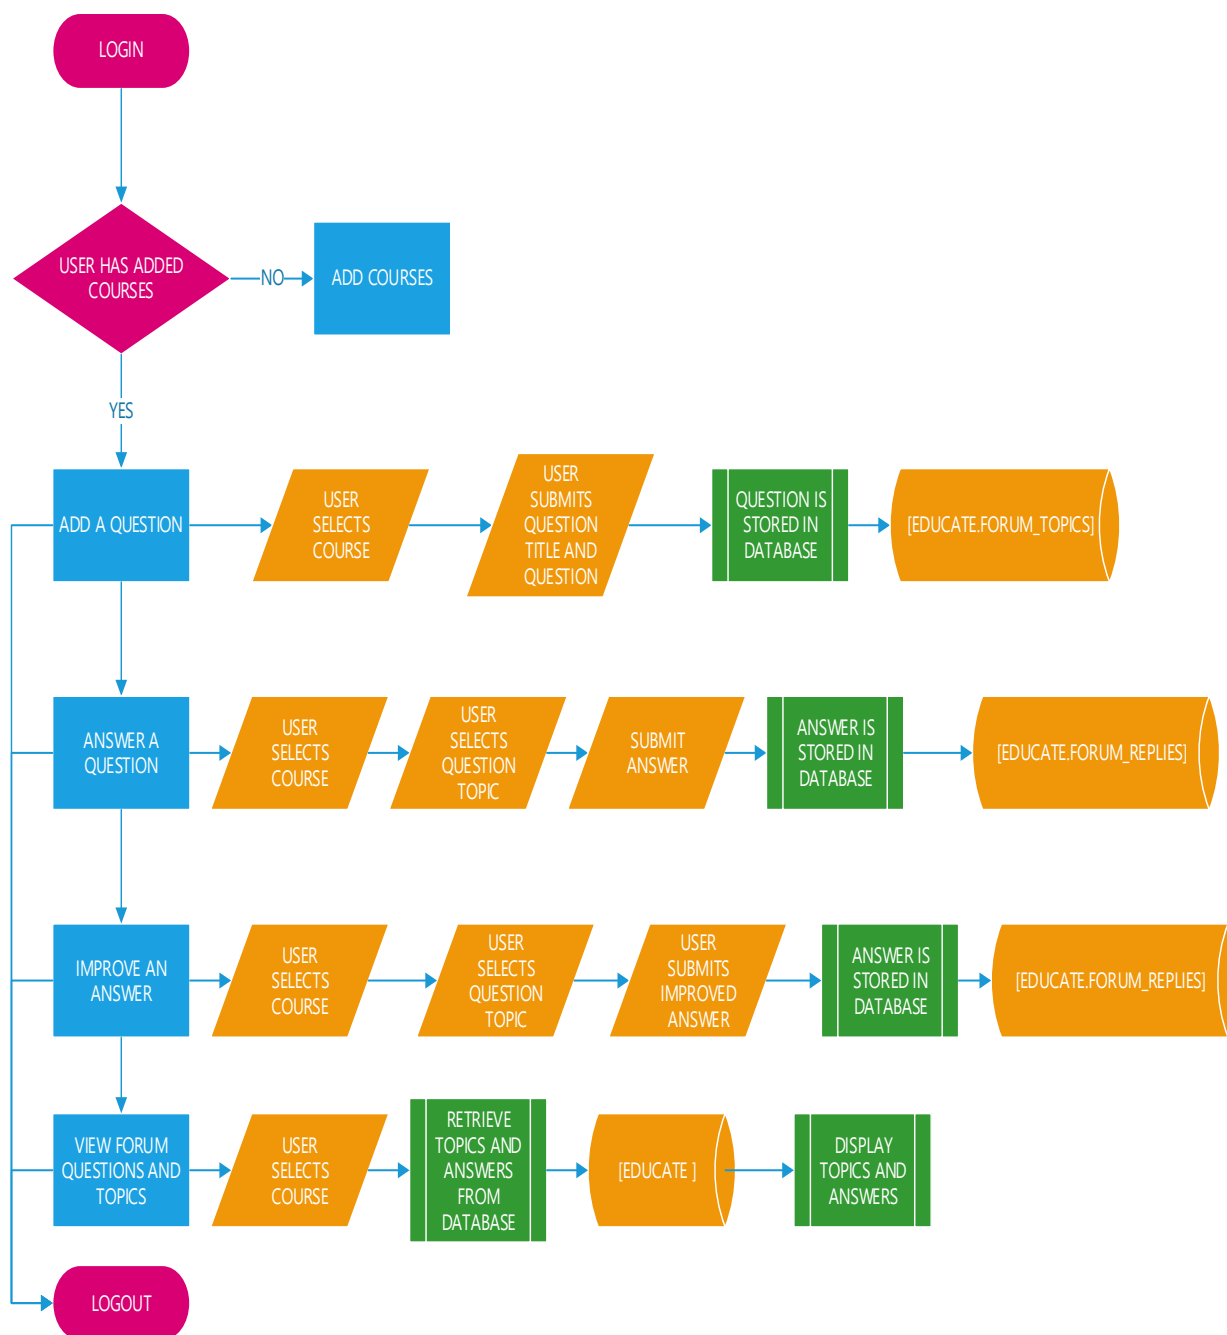 LOGIN
USER HAS ADDED
COURSES
NO
ADD COURSES
YES
ADD A QUESTION
USER
SELECTS
COURSE
USER
SUBMITS
QUESTION
TITLE AND
QUESTION
QUESTION IS
STORED IN
DATABASE
[EDUCATE.FORUM_TOPICS]
ANSWER A
QUESTION
USER
SELECTS
COURSE
USER
SELECTS
QUESTION
TOPIC
SUBMIT
ANSWER
ANSWER IS
STORED IN
DATABASE
[EDUCATE.FORUM_REPLIES]
IMPROVE AN
ANSWER
USER
SELECTS
COURSE
USER
SELECTS
QUESTION
TOPIC
USER
SUBMITS
IMPROVED
ANSWER
ANSWER IS
STORED IN
DATABASE
[EDUCATE.FORUM_REPLIES]
VIEW FORUM
QUESTIONS AND
TOPICS
USER
SELECTS
COURSE
RETRIEVE
TOPICS AND
ANSWERS
FROM
DATABASE
[EDUCATE ]
DISPLAY
TOPICS AND
ANSWERS
LOGOUT